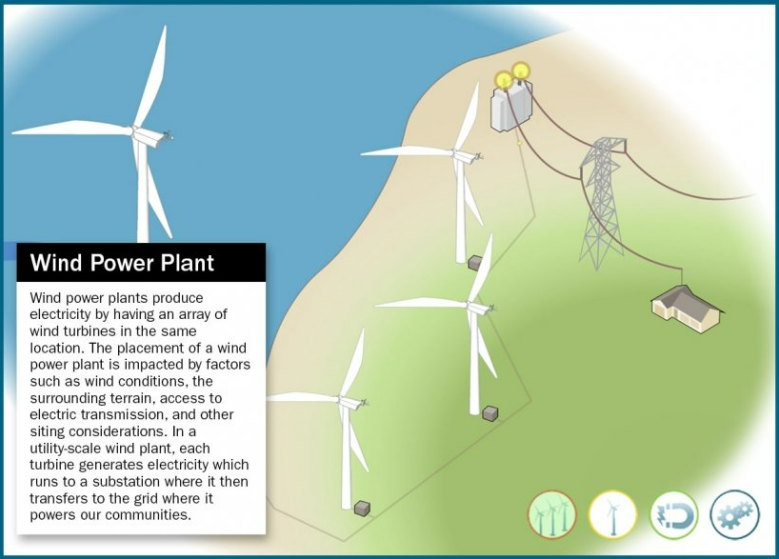 Wind Power Plant
Wind power plants produce
electricity by having an array of
wind turbines in the same
location. The placement of a wind
power plant is impacted by factors
such as wind conditions, the
surrounding terrain, access to
electric transmission, and other
siting considerations. In a
utility-scale wind plant, each
turbine generates electricity which
runs to a substation where it then
transfers to the grid where it
powers our communities.